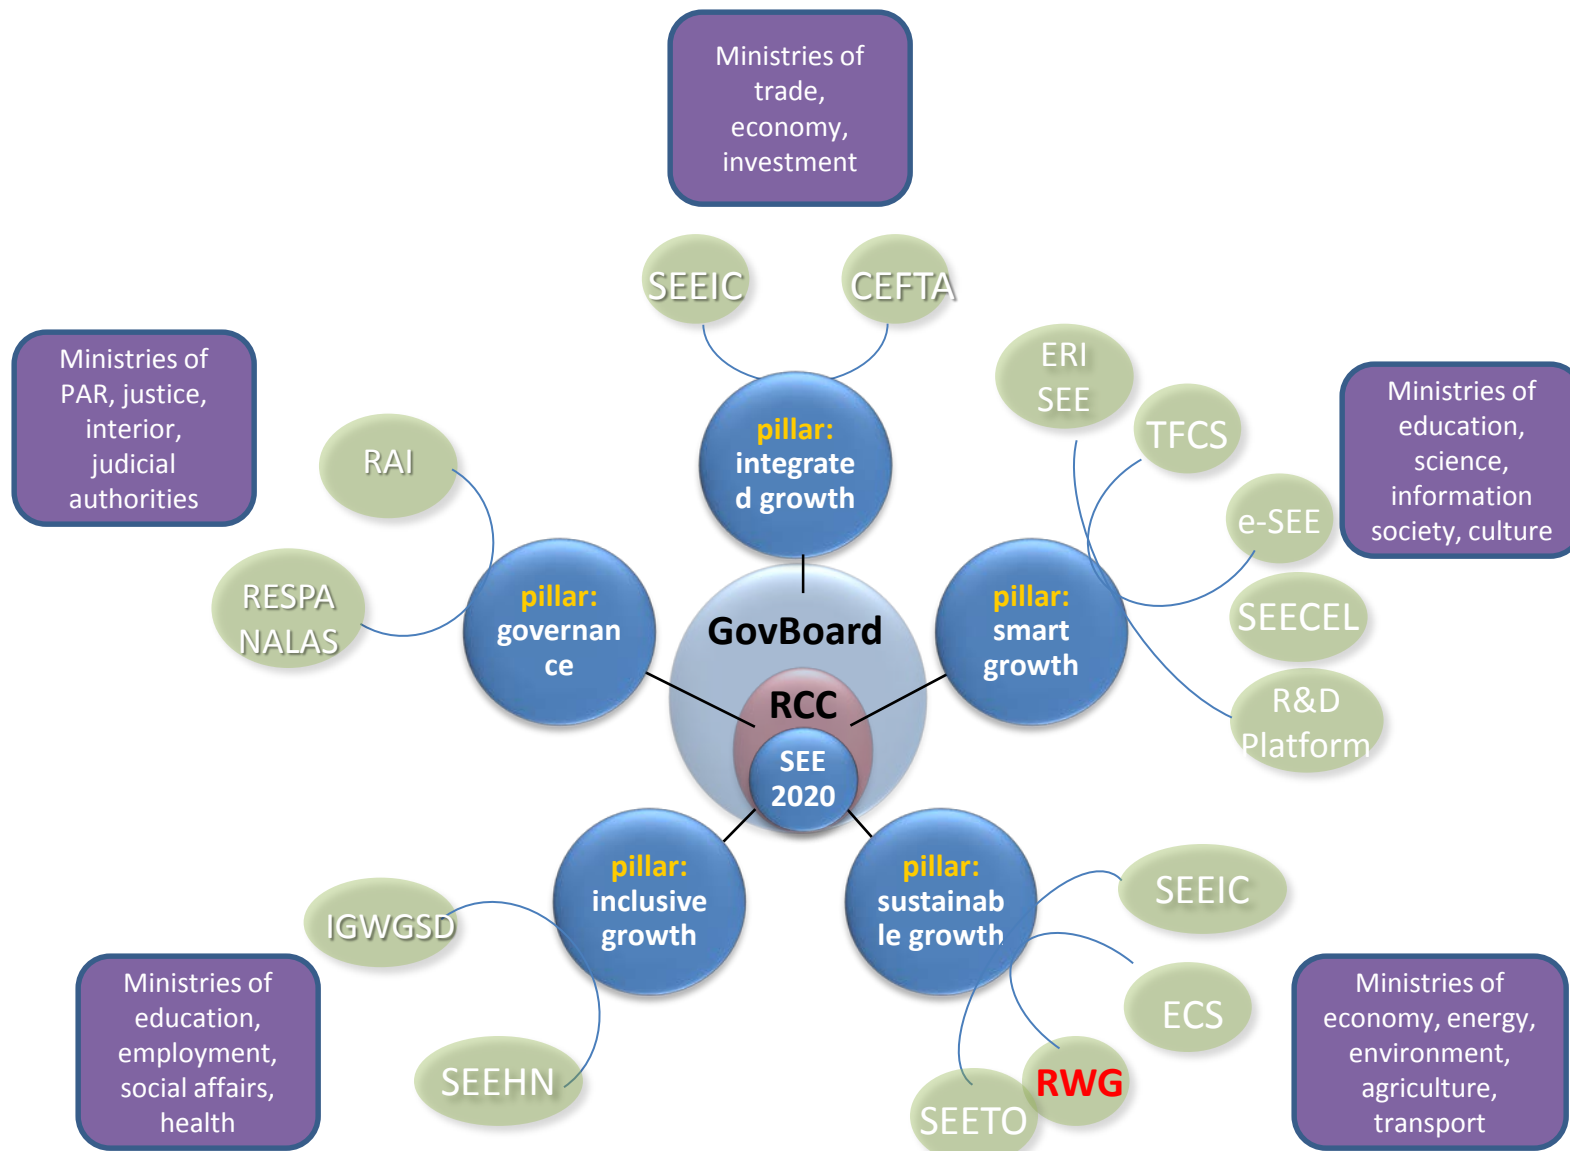 Ministries of
trade,
economy,
investment
SEEIC
CEFTA
Ministries of
PAR, justice,
interior,
judicial
authorities
RAI
RESPA
NALAS
pillar:
integrate
d growth
ERI
SEE
TFCS
e-SEE
SEECEL
R&D
Platform
Ministries of
education,
science,
information
society, culture
pillar:
governan
ce
GovBoard
RCC
SEE
2020
pillar:
smart
growth
pillar:
inclusive
growth
pillar:
sustainab
le growth
IGWGSD
SEEHN
Ministries of
education,
employment,
social affairs,
health
SEEIC
ECS
RWG
SEETO
Ministries of
economy, energy,
environment,
agriculture,
transport